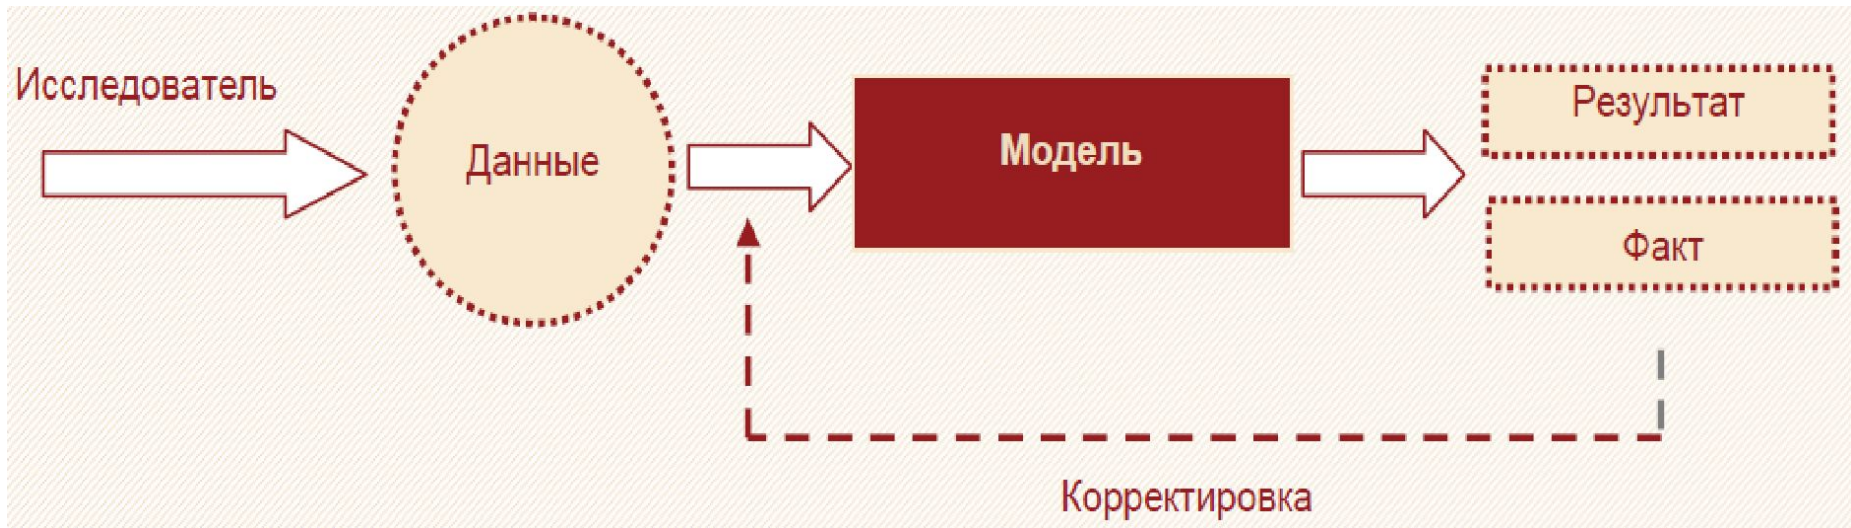 Исследователь
Данные
Модель
Результат
Факт
Корректировка